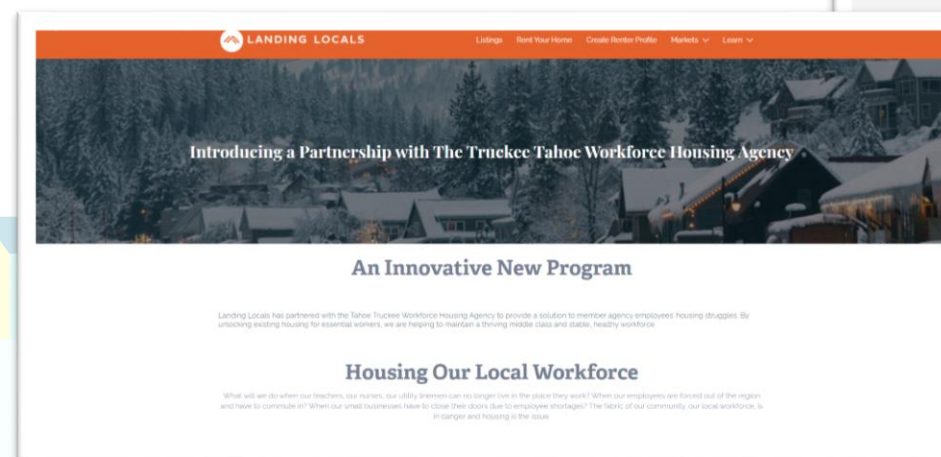 LANDING LOCALS
Listings Rent Your Home Create Renter Profile Markets Learn
Introducing a Partnership with The Truckee Tahoe Workforce Housing Agency
An Innovative New Program
Landing Locals has partnered with the Tahoe Truckee Workforce Housing Agency to provide a solution to member agency employees housing struggles. By
unlocking existing housing for essential workers, we are helping to maintain a thriving middle class and stable, healthy workforce
Housing Our Local Workforce
What will we do when our teachers, our nurses, our utility linemen can no longer live in the place they work? When our employees are forced out of the region
and have to commute in? When our small businesses have to close their doors due to employee shortages? The fabric of our community, our local workforce, is
in danger and housing is the issue.